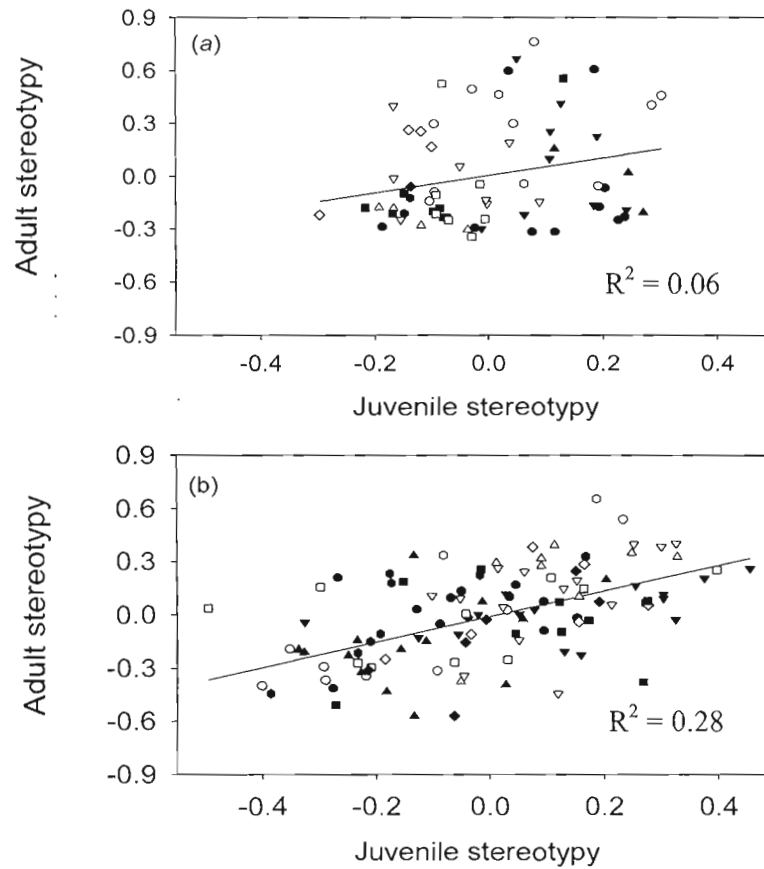 (a)
0.9
0.6
0.3
0.0
-0.3
-0.6
-0.9
Adult stereotypy
R² = 0.06
-0.4 -0.2 0.0 0.2 0.4
Juvenile stereotypy
(b)
0.9
0.6
0.3
0.0
-0.3
-0.6
-0.9
Adult stereotypy
R² = 0.28
-0.4 -0.2 0.0 0.2 0.4
Juvenile stereotypy